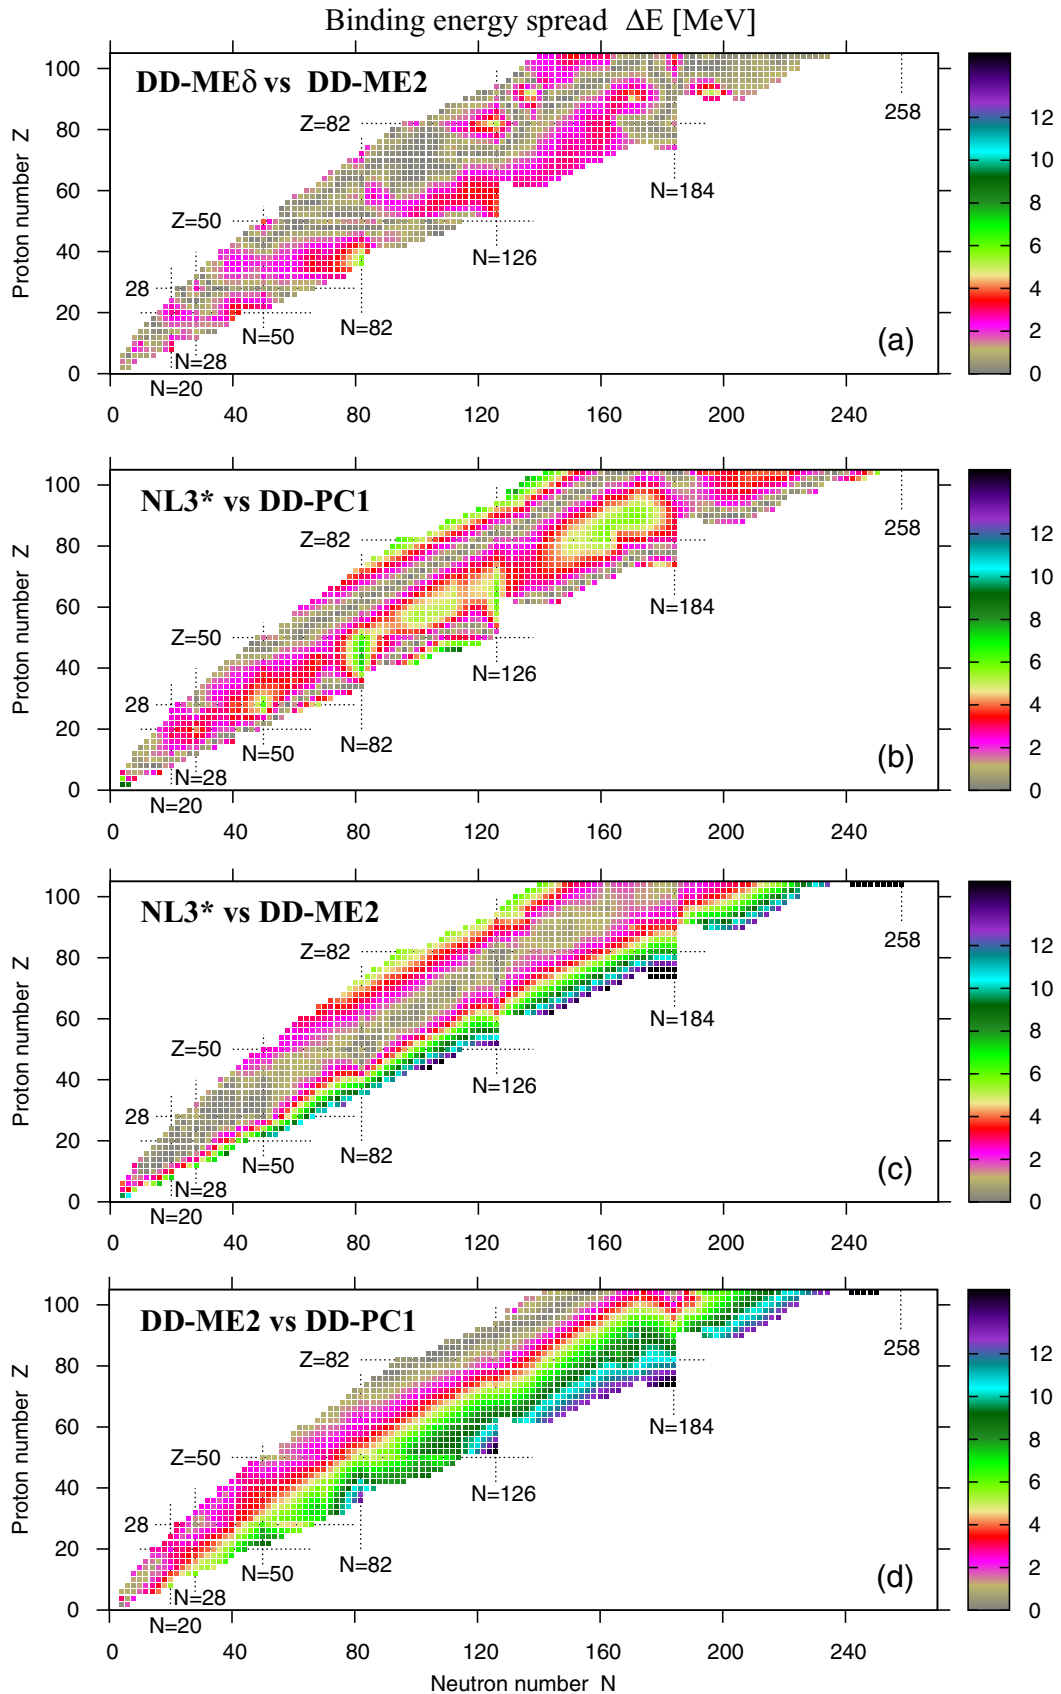 Binding energy spread ΔE [MeV]
DD-MEδ vs DD-ME2
Proton number Z
100
80
60
40
20
0
Z=82
Z=50
28
N=20
N=28
N=50
N=82
N=126
N=184
258
(a)
0 40 80 120 160 200 240
12
10
8
6
4
2
0
NL3* vs DD-PC1
Proton number Z
100
80
60
40
20
0
Z=82
Z=50
28
N=20
N=28
N=50
N=82
N=126
N=184
258
(b)
0 40 80 120 160 200 240
12
10
8
6
4
2
0
NL3* vs DD-ME2
Proton number Z
100
80
60
40
20
0
Z=82
Z=50
28
N=20
N=28
N=50
N=82
N=126
N=184
258
(c)
0 40 80 120 160 200 240
12
10
8
6
4
2
0
DD-ME2 vs DD-PC1
Proton number Z
100
80
60
40
20
0
Z=82
Z=50
28
N=20
N=28
N=50
N=82
N=126
N=184
258
(d)
0 40 80 120 160 200 240
12
10
8
6
4
2
0
Neutron number N